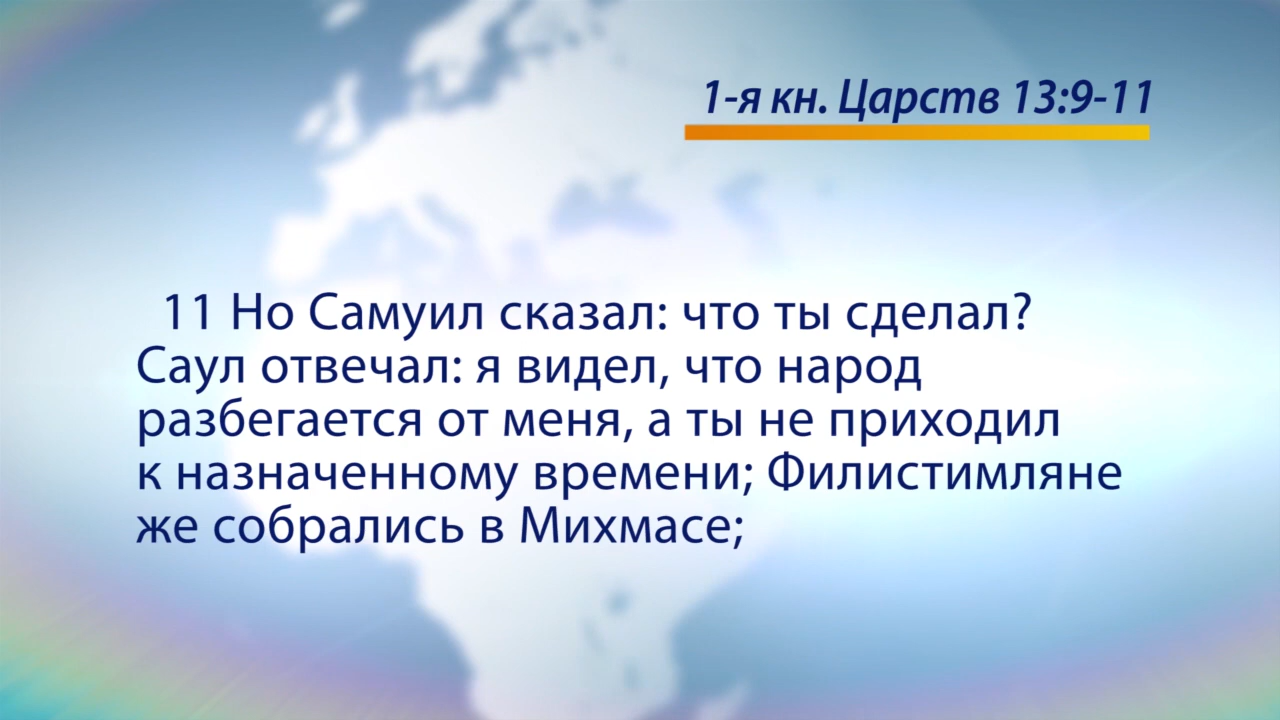 1-я кн. Царств 13:9-11
11 Но Самуил сказал: что ты сделал?
Саул отвечал: я видел, что народ
разбегается от меня, а ты не приходил
к назначенному времени; Филистимляне
же собрались в Михмасе;